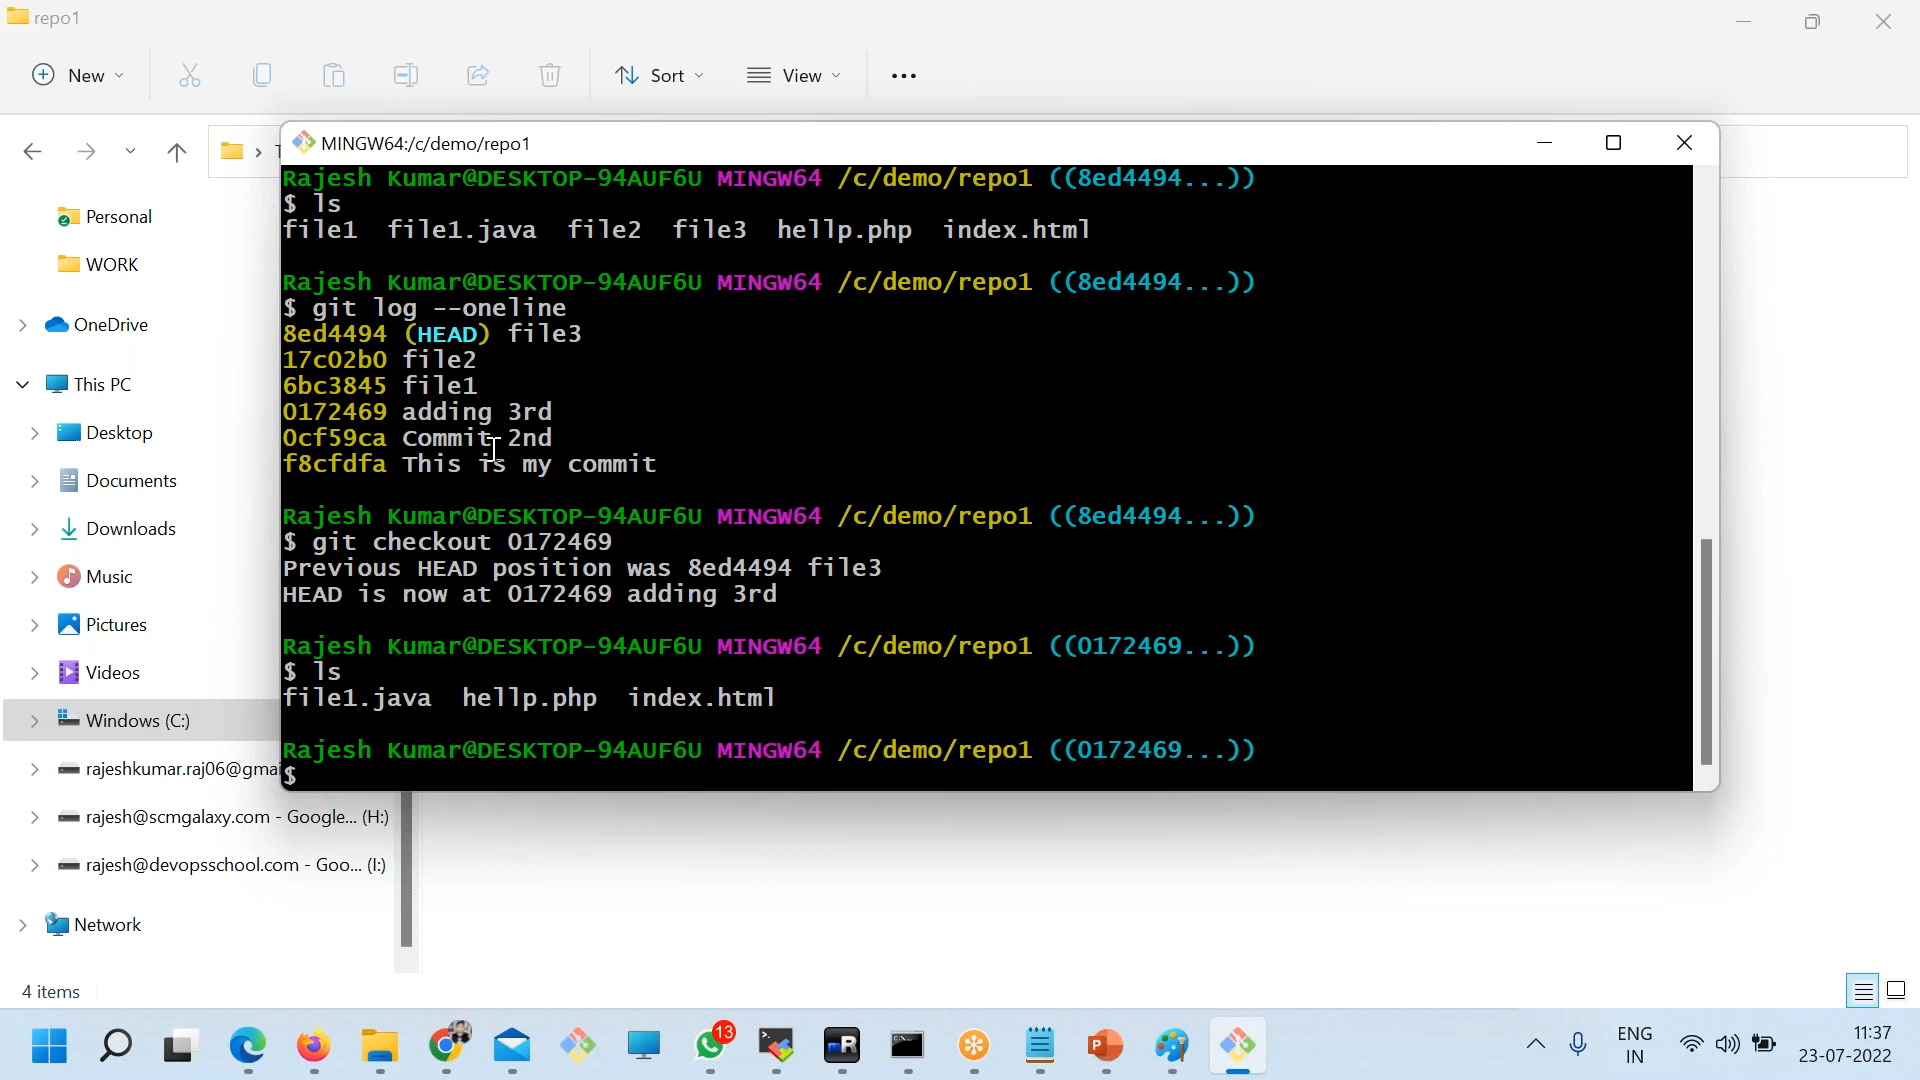 repo1
New
Sort
View
MINGW64:/c/demo/repo1
Rajesh Kumar@DESKTOP-94AUF6U MINGW64 /c/demo/repo1 ((8ed4494...))
$ ls
file1 file1.java file2 file3 hellp.php index.html
Rajesh Kumar@DESKTOP-94AUF6U MINGW64 /c/demo/repo1 ((8ed4494...))
$ git log --oneline
8ed4494 (HEAD) file3
17c02b0 file2
6bc3845 file1
0172469 adding 3rd
0cf59ca Commit 2nd
f8cfdfa This is my commit
Rajesh Kumar@DESKTOP-94AUF6U MINGW64 /c/demo/repo1 ((8ed4494...))
$ git checkout 0172469
Previous HEAD position was 8ed4494 file3
HEAD is now at 0172469 adding 3rd
Rajesh Kumar@DESKTOP-94AUF6U MINGW64 /c/demo/repo1 ((0172469...))
$ ls
file1.java hellp.php index.html
Rajesh Kumar@DESKTOP-94AUF6U MINGW64 /c/demo/repo1 ((0172469...))
$
Personal
WORK
OneDrive
This PC
Desktop
Documents
Downloads
Music
Pictures
Videos
Windows (C:)
rajeshkumar.raj06@gmai
rajesh@scmgalaxy.com - Google... (H:)
rajesh@devopsschool.com - Goo... (I:)
Network
4 items
13
ENG
IN
11:37
23-07-2022